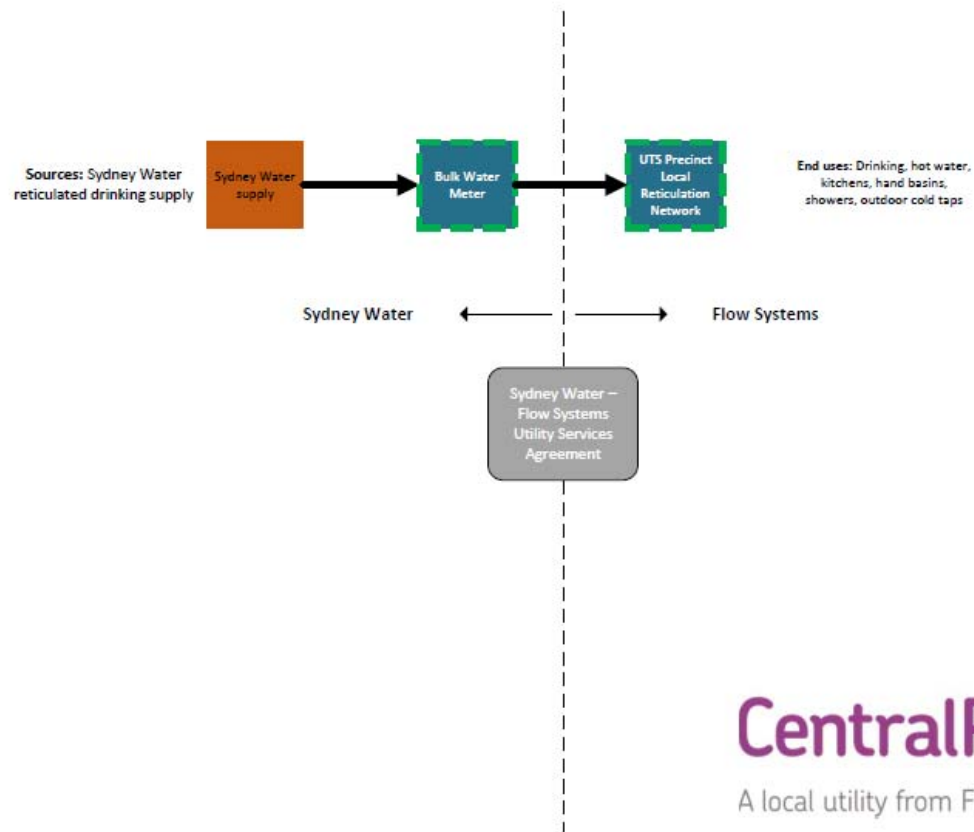 Sources: Sydney Water
reticulated drinking supply
Sydney Water
supply
Bulk Water
Meter
UTS Precinct
Local
Reticulation
Network
End uses: Drinking, hot water,
kitchens, hand basins,
showers, outdoor cold taps
Sydney Water
Flow Systems
Sydney Water –
Flow Systems
Utility Services
Agreement
Central
A local utility from